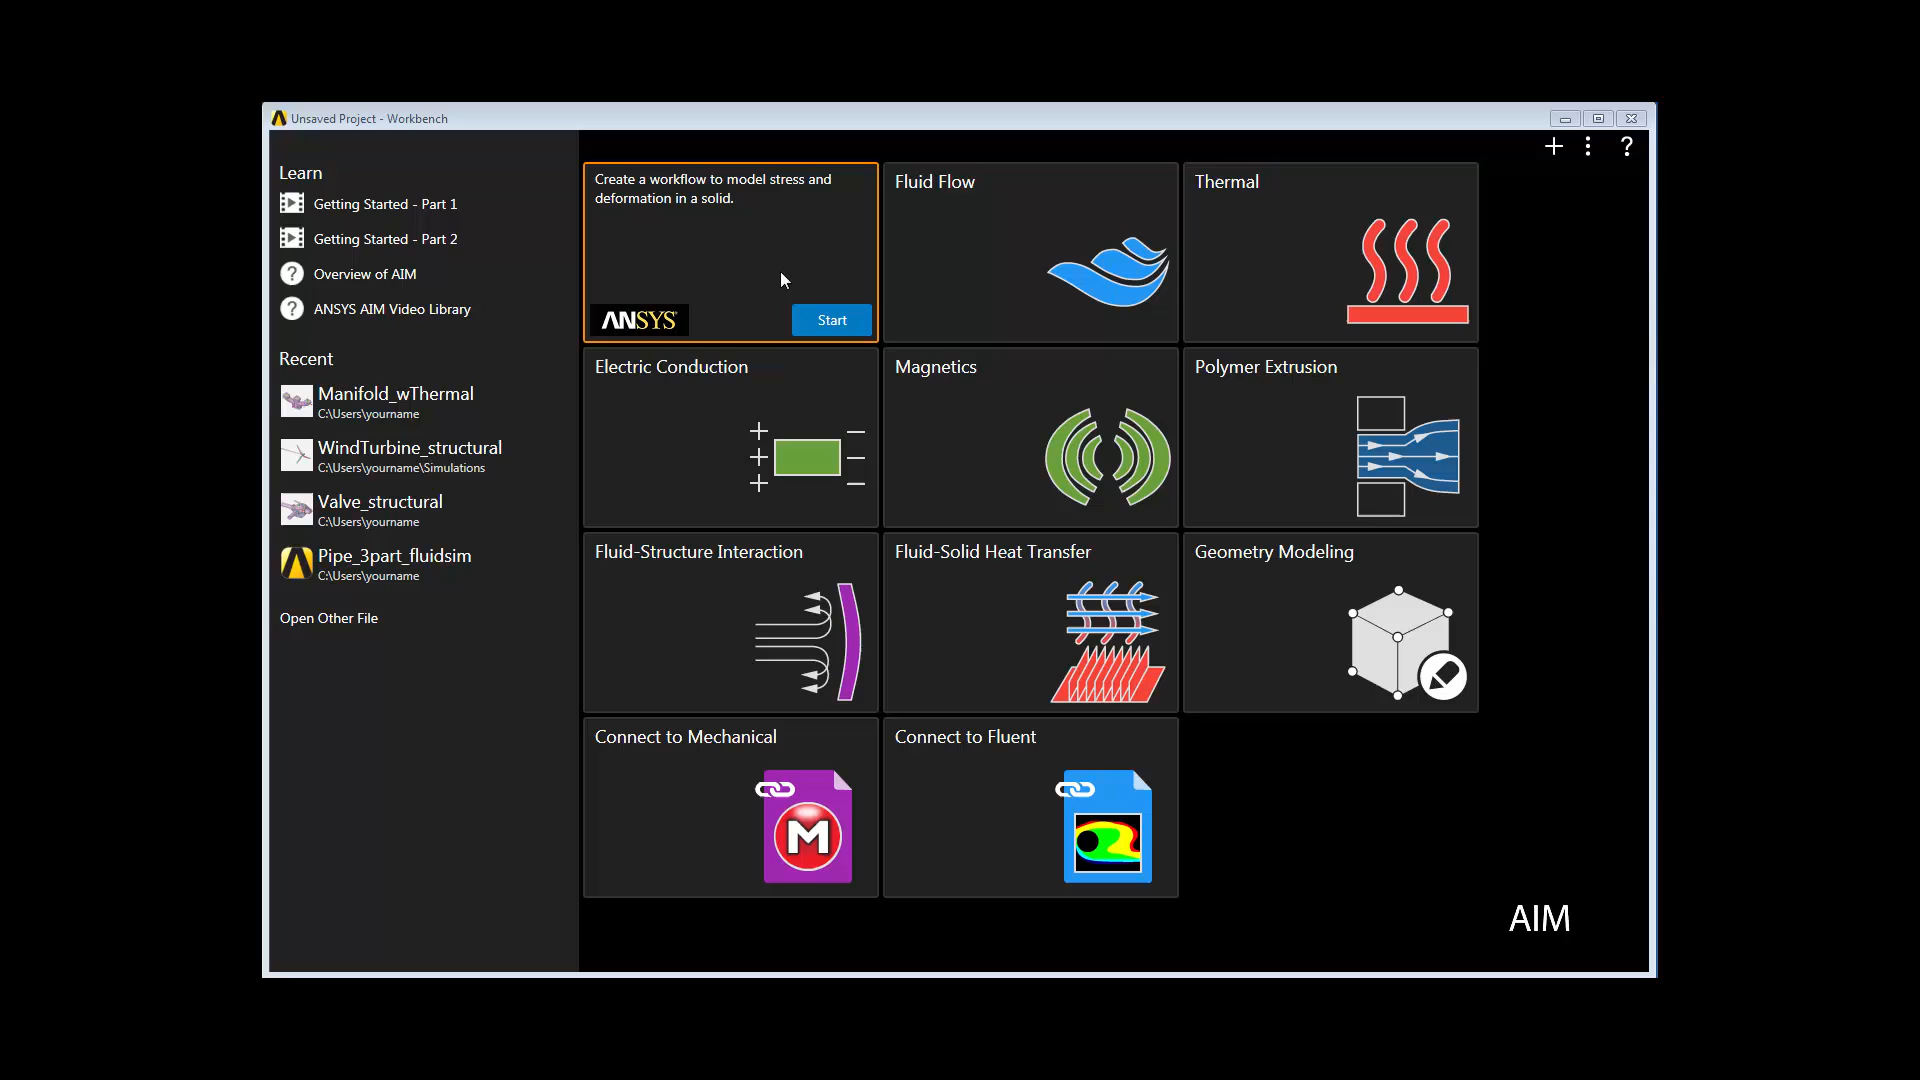 Unsaved Project - Workbench
Learn
Getting Started - Part 1
Getting Started - Part 2
Overview of AIM
ANSYS AIM Video Library
Recent
Manifold_wThermal
C:\Users\yourname
WindTurbine_structural
C:\Users\yourname\Simulations
Valve_structural
C:\Users\yourname
Pipe_3part_fluidsim
C:\Users\yourname
Open Other File
Create a workflow to model stress and
deformation in a solid.
ANSYS
Start
Fluid Flow
Thermal
Electric Conduction
Magnetics
Polymer Extrusion
Fluid-Structure Interaction
Fluid-Solid Heat Transfer
Geometry Modeling
Connect to Mechanical
M
Connect to Fluent
AIM